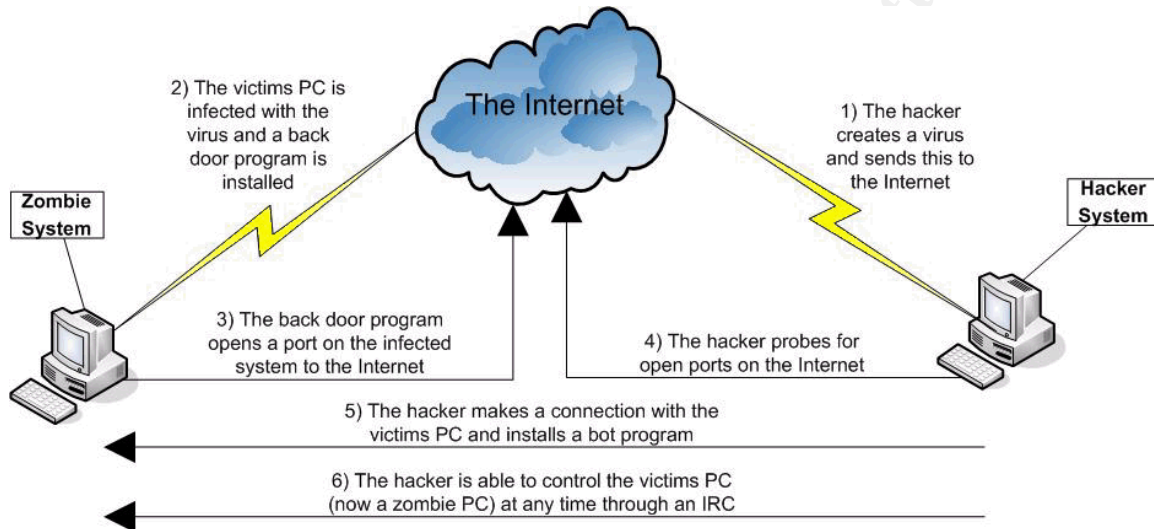 The Internet
2) The victims PC is
infected with the
virus and a back
door program is
installed
1) The hacker
creates a virus
and sends this to
the Internet
Zombie
System
Hacker
System
3) The back door program
opens a port on the infected
system to the Internet
4) The hacker probes for
open ports on the Internet
5) The hacker makes a connection with the
victims PC and installs a bot program
6) The hacker is able to control the victims PC
(now a zombie PC) at any time through an IRC